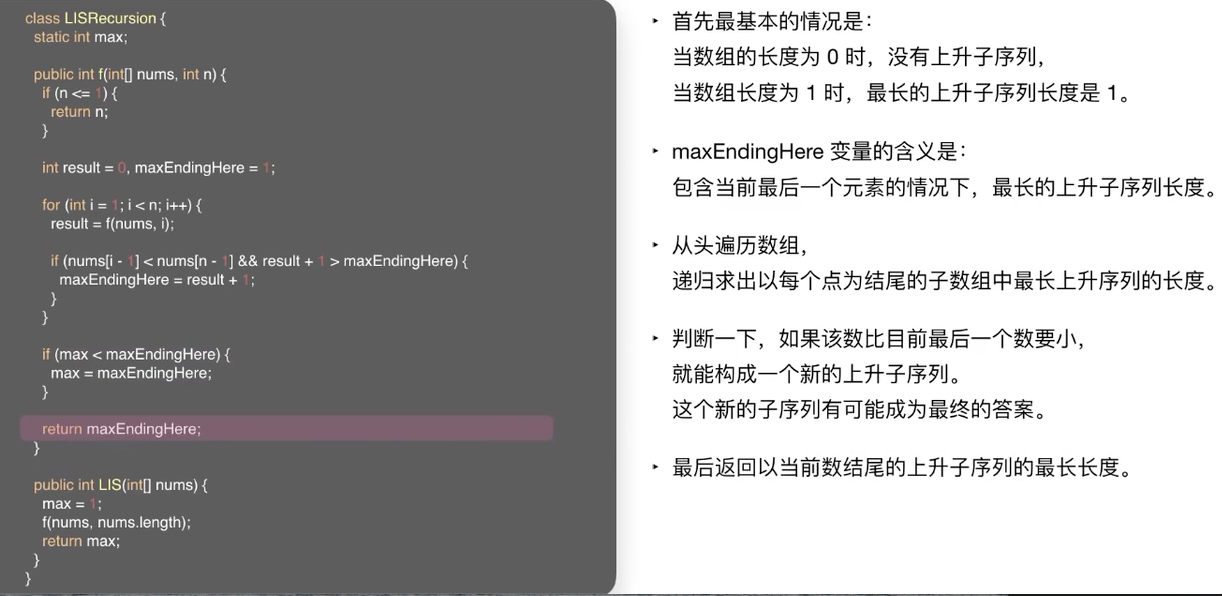 class LISRecursion {
static int max;
public int f(int[] nums, int n) {
if (n <= 1) {
return n;
}
int result = 0, maxEndingHere = 1;
for (int i = 1; i < n; i++) {
result = f(nums, i);
if (nums[i - 1] < nums[n - 1] && result + 1 > maxEndingHere) {
maxEndingHere = result + 1;
}
}
if (max < maxEndingHere) {
max = maxEndingHere;
}
return maxEndingHere;
}
public int LIS(int[] nums) {
max = 1;
f(nums, nums.length);
return max;
}
}
‣ 首先最基本的情况是：
当数组的长度为 0 时，没有上升子序列，
当数组长度为 1 时，最长的上升子序列长度是 1。
‣ maxEndingHere 变量的含义是：
包含当前最后一个元素的情况下，最长的上升子序列长度。
‣ 从头遍历数组，
递归求出以每个点为结尾的子数组中最长上升序列的长度。
‣ 判断一下，如果该数比目前最后一个数要小，
就能构成一个新的上升子序列。
这个新的子序列有可能成为最终的答案。
‣ 最后返回以当前数结尾的上升子序列的最长长度。